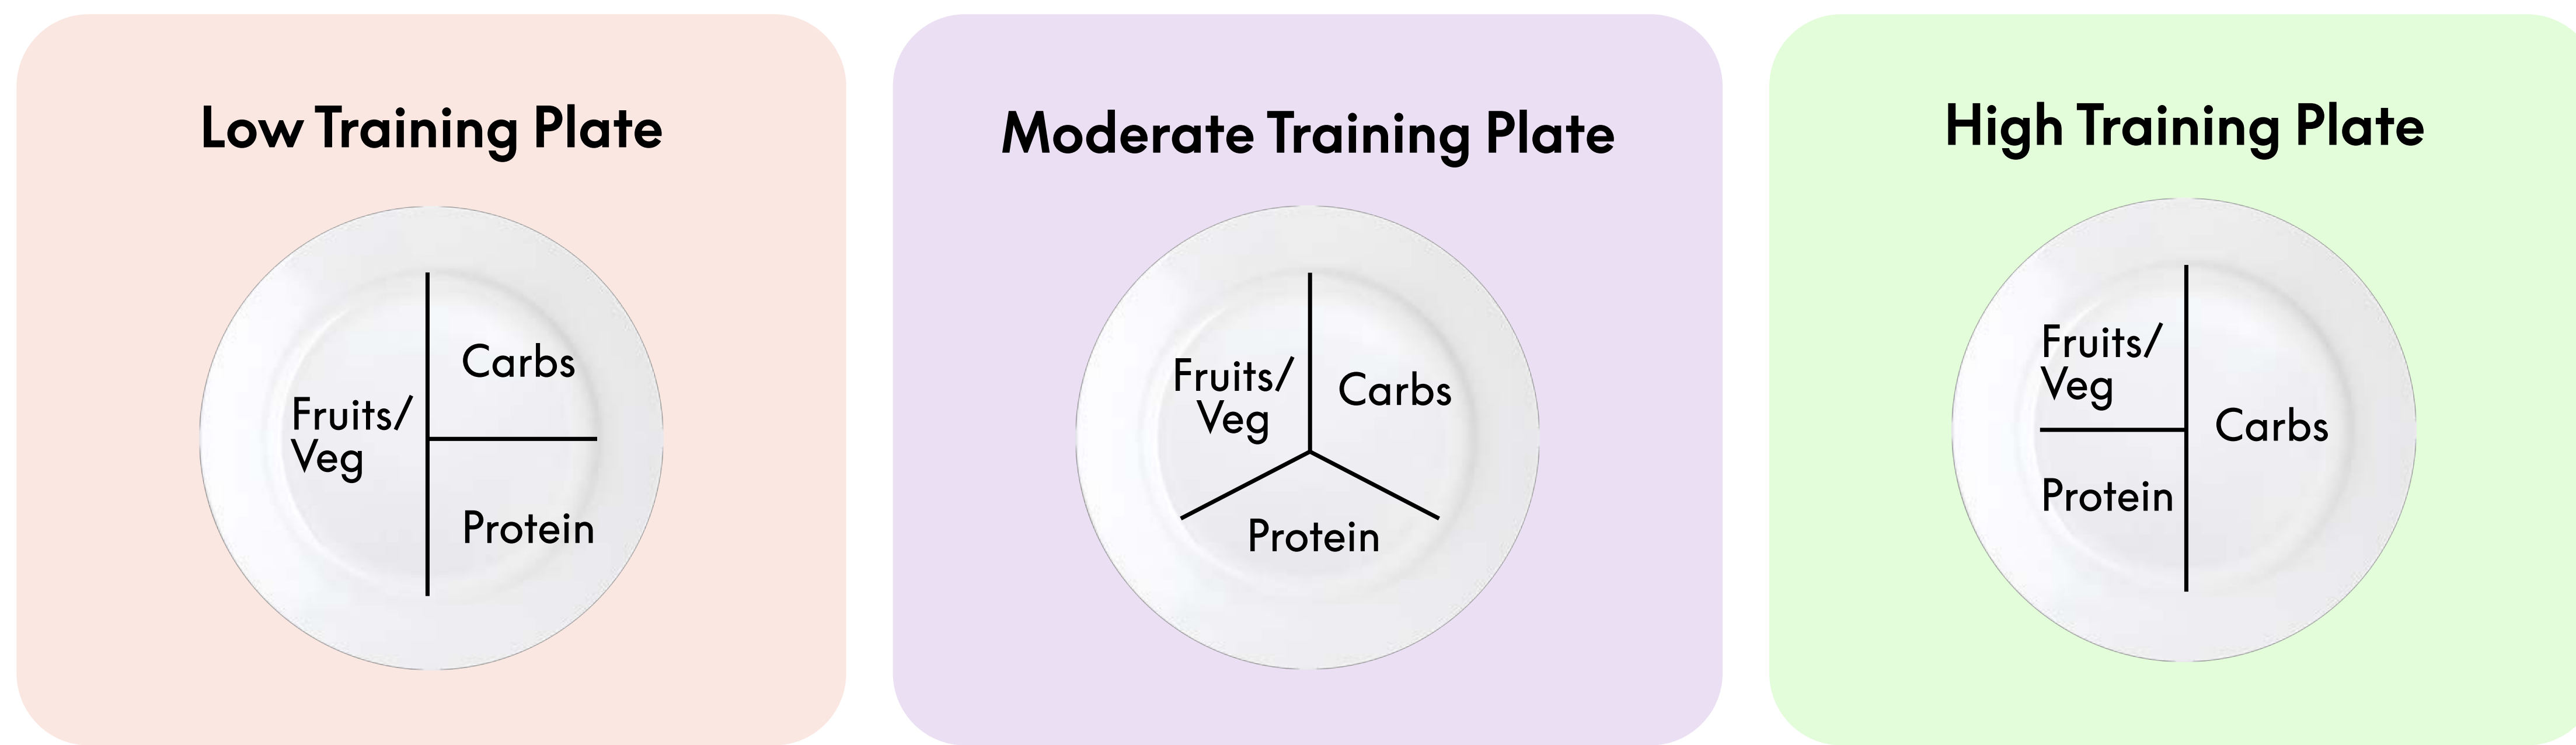 Low Training Plate
Fruits/
Veg
Carbs
Protein
Moderate Training Plate
Fruits/
Veg
Carbs
Protein
High Training Plate
Fruits/
Veg
Protein
Carbs